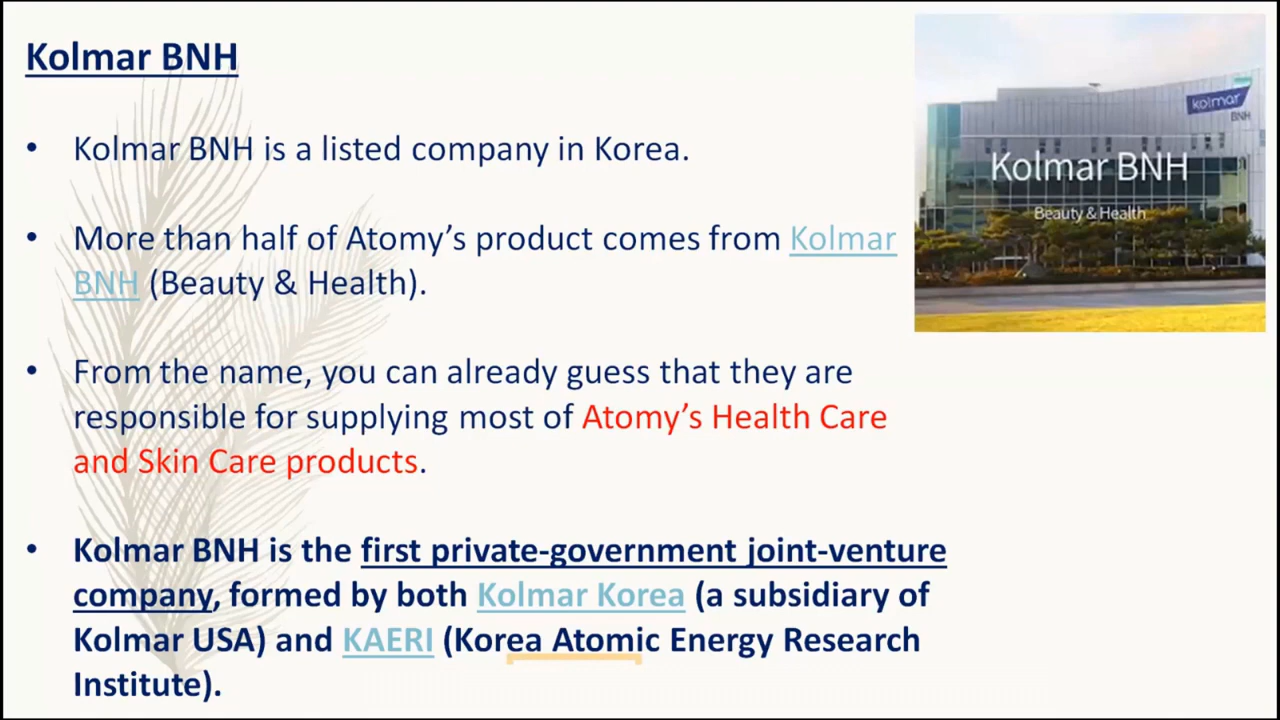 Kolmar BNH
• Kolmar BNH is a listed company in Korea.
• More than half of Atomy’s product comes from Kolmar
BNH (Beauty & Health).
• From the name, you can already guess that they are
responsible for supplying most of Atomy’s Health Care
and Skin Care products.
• Kolmar BNH is the first private-government joint-venture
company, formed by both Kolmar Korea (a subsidiary of
Kolmar USA) and KAERI (Korea Atomic Energy Research
Institute).
kolmar
BNH
Kolmar BNH
Beauty & Health